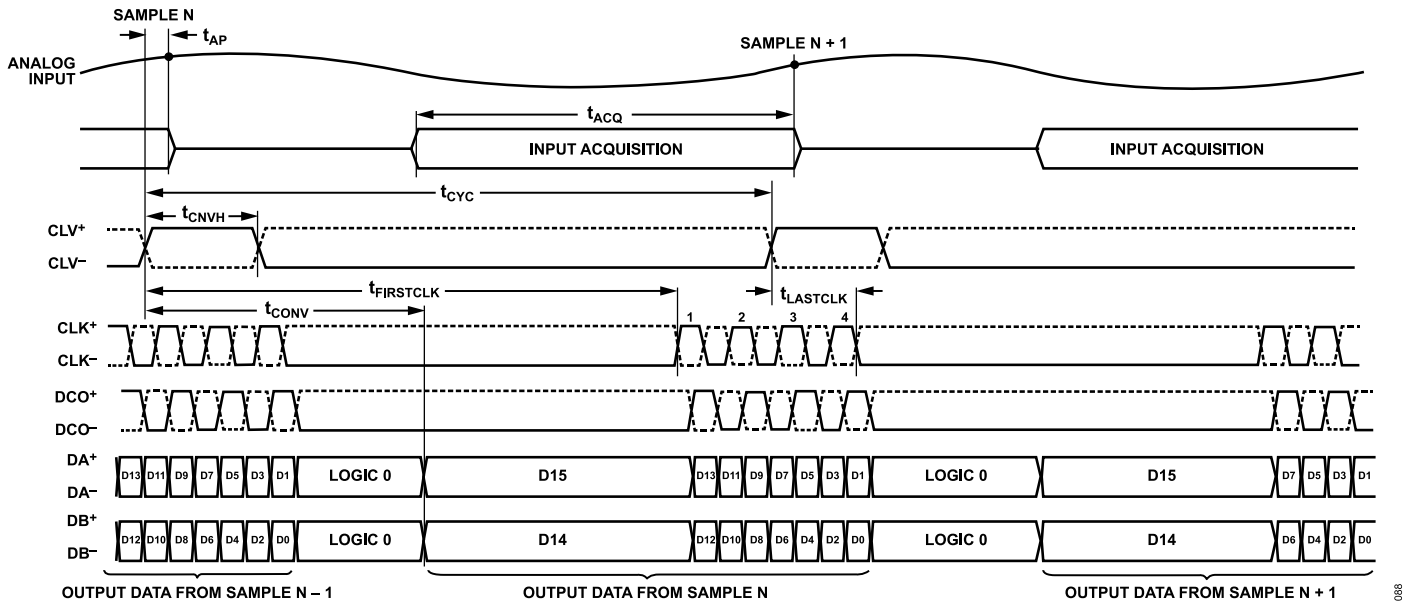 SAMPLE N
tAP
SAMPLE N + 1
ANALOG
INPUT
tACQ
INPUT ACQUISITION
INPUT ACQUISITION
tCYC
tCNVH
CLV+
CLV–
tFIRSTCLK
tLASTCLK
tCONV
CLK+
1 2 3 4
CLK–
DCO+
DCO–
DA+
D13 D11 D9 D7 D5 D3 D1 LOGIC 0 D15 D13 D11 D9 D7 D5 D3 D1 LOGIC 0 D15 D7 D5 D3 D1
DA–
DB+
D12 D10 D8 D6 D4 D2 D0 LOGIC 0 D14 D12 D10 D8 D6 D4 D2 D0 LOGIC 0 D14 D6 D4 D2 D0
DB–
OUTPUT DATA FROM SAMPLE N – 1
OUTPUT DATA FROM SAMPLE N
OUTPUT DATA FROM SAMPLE N + 1
088